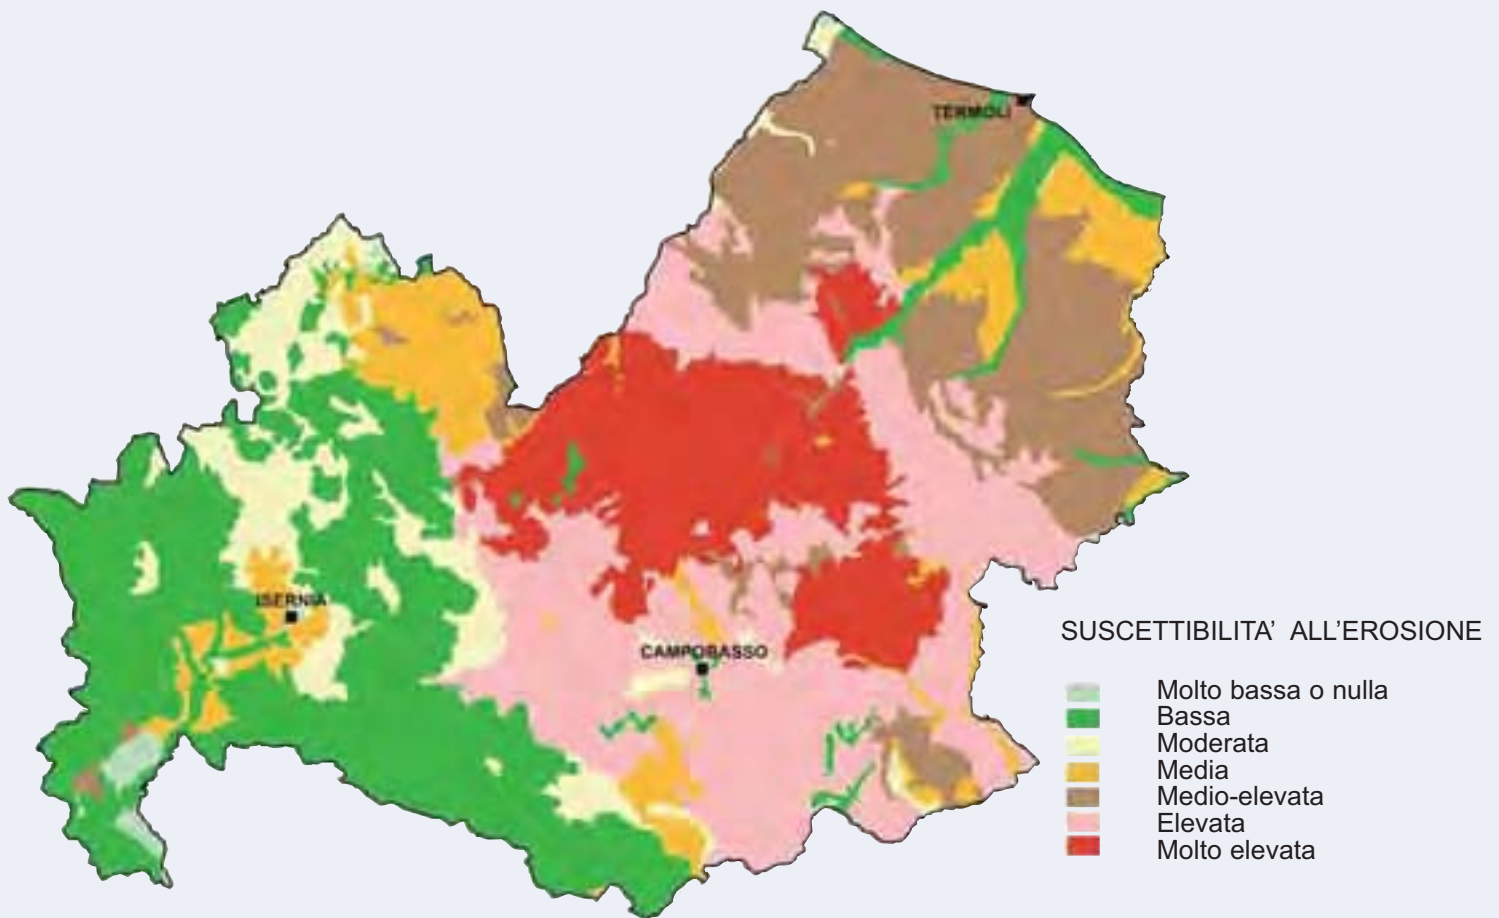 TERMOLI
ISERNIA
CAMPOBASSO
SUSCETTIBILITA' ALL'EROSIONE
Molto bassa o nulla
Bassa
Moderata
Media
Medio-elevata
Elevata
Molto elevata